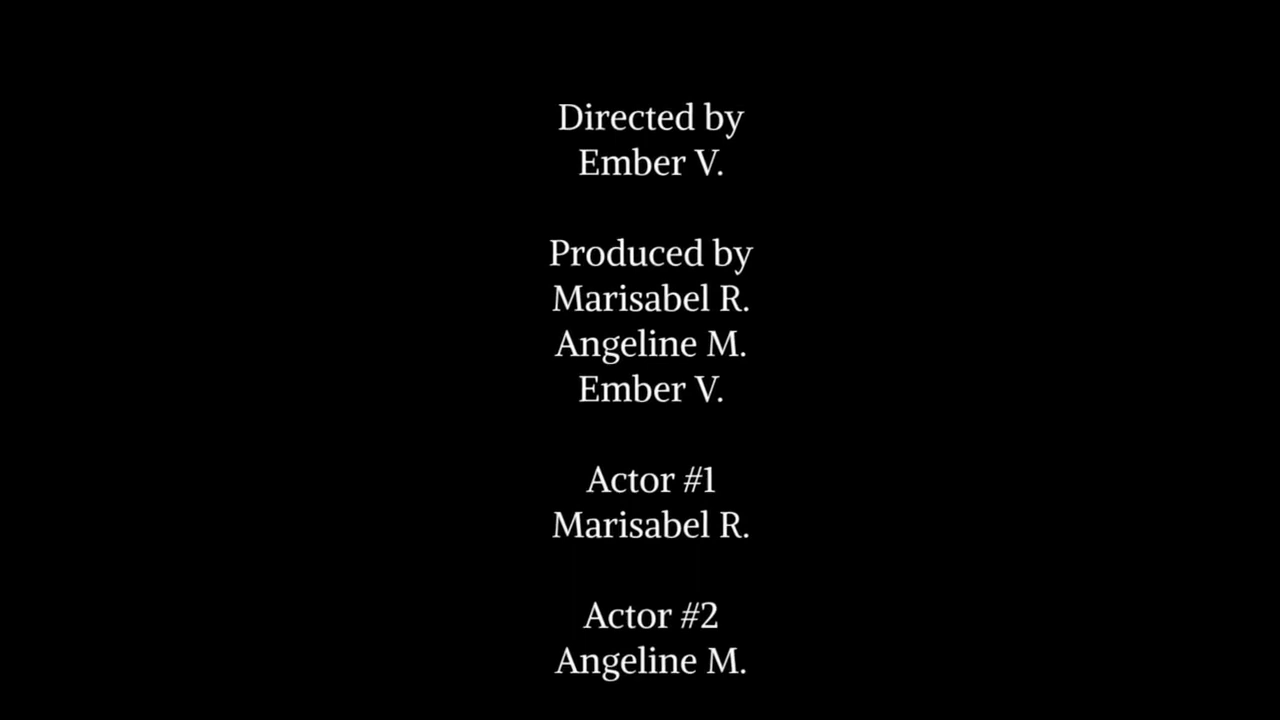 Directed by
Ember V.
Produced by
Marisabel R.
Angeline M.
Ember V.
Actor #1
Marisabel R.
Actor #2
Angeline M.